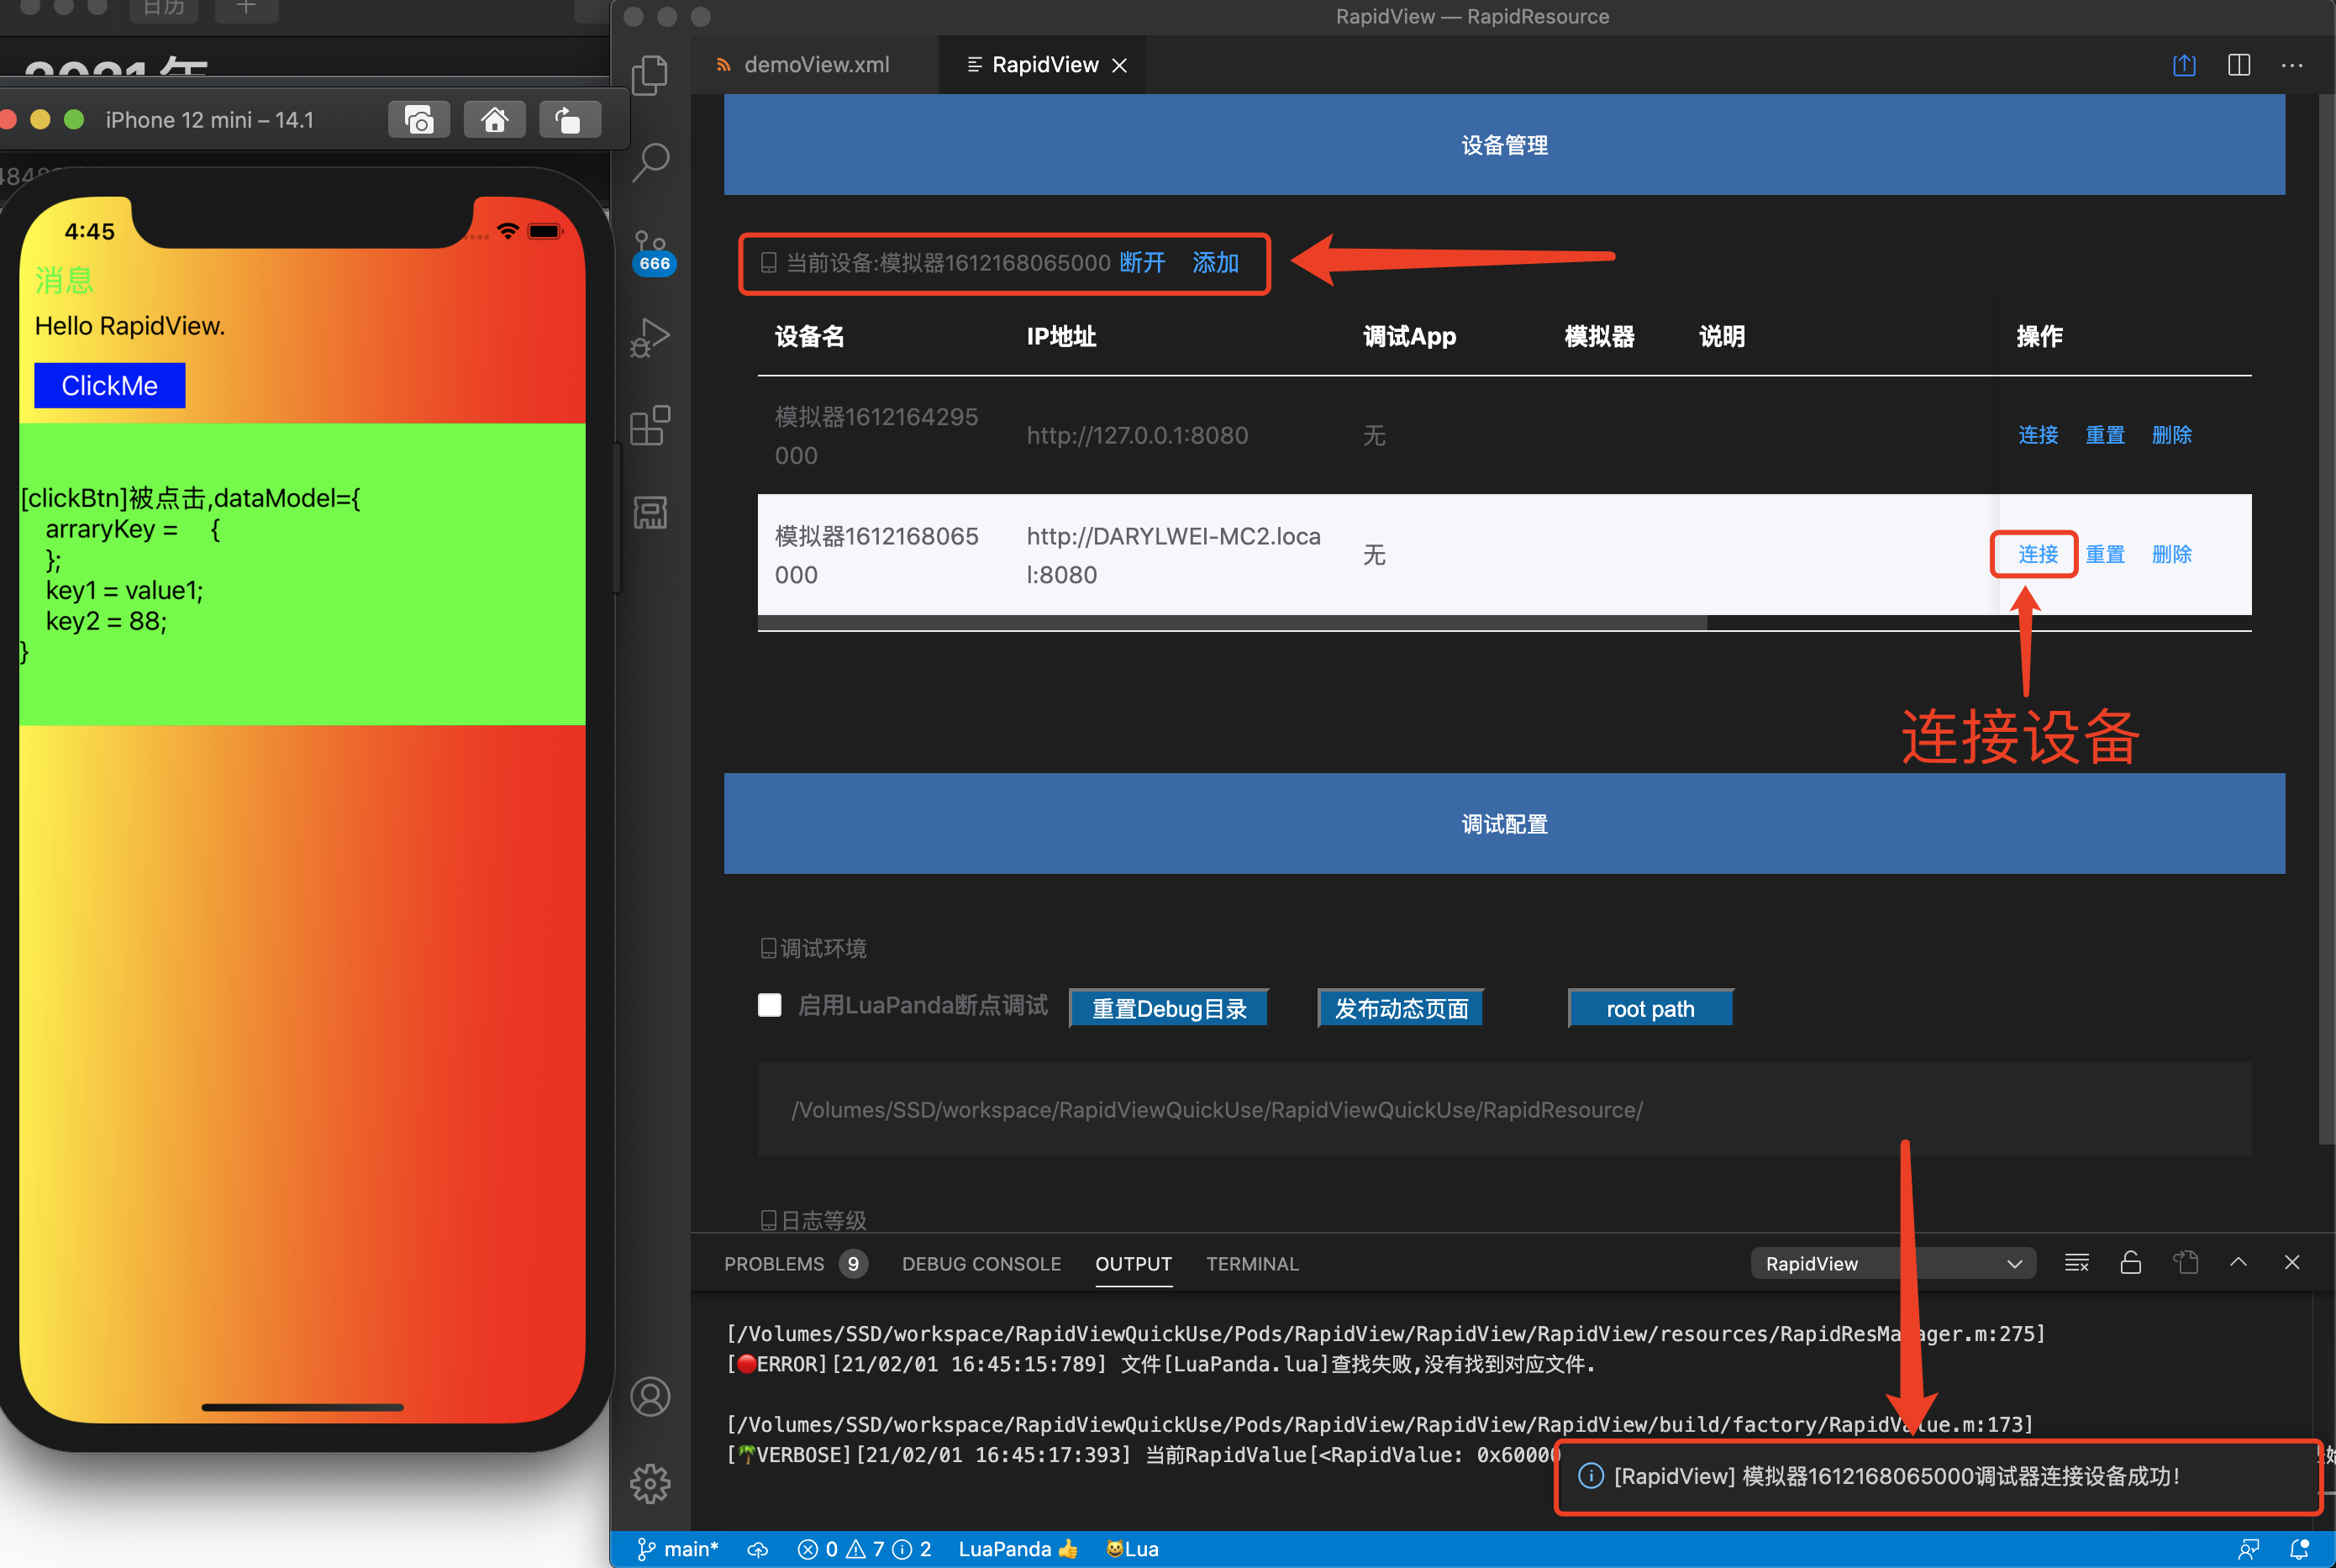 日历
2021年
iPhone 12 mini – 14.1
4:45
消息
Hello RapidView.
ClickMe
[clickBtn]被点击,dataModel={
arraryKey = {
};
key1 = value1;
key2 = 88;
}
RapidView — RapidResource
demoView.xml
RapidView
666
设备管理
当前设备:模拟器1612168065000 断开 添加
设备名 IP地址 调试App 模拟器 说明 操作
模拟器1612164295
000
http://127.0.0.1:8080
无
连接 重置 删除
模拟器1612168065
000
http://DARYLWEI-MC2.loca
l:8080
无
连接 重置 删除
连接设备
调试配置
调试环境
启用LuaPanda断点调试 重置Debug目录 发布动态页面 root path
/Volumes/SSD/workspace/RapidViewQuickUse/RapidViewQuickUse/RapidResource/
日志等级
PROBLEMS 9 DEBUG CONSOLE OUTPUT TERMINAL RapidView
[/Volumes/SSD/workspace/RapidViewQuickUse/Pods/RapidView/RapidView/RapidView/resources/RapidResManager.m:275]
[🔴ERROR][21/02/01 16:45:15:789] 文件[LuaPanda.lua]查找失败,没有找到对应文件.
[/Volumes/SSD/workspace/RapidViewQuickUse/Pods/RapidView/RapidView/RapidView/build/factory/RapidValue.m:173]
[🌴VERBOSE][21/02/01 16:45:17:393] 当前RapidValue[<RapidValue: 0x60000
[RapidView] 模拟器1612168065000调试器连接设备成功!
main* 0 7 2 LuaPanda 👍 😺Lua